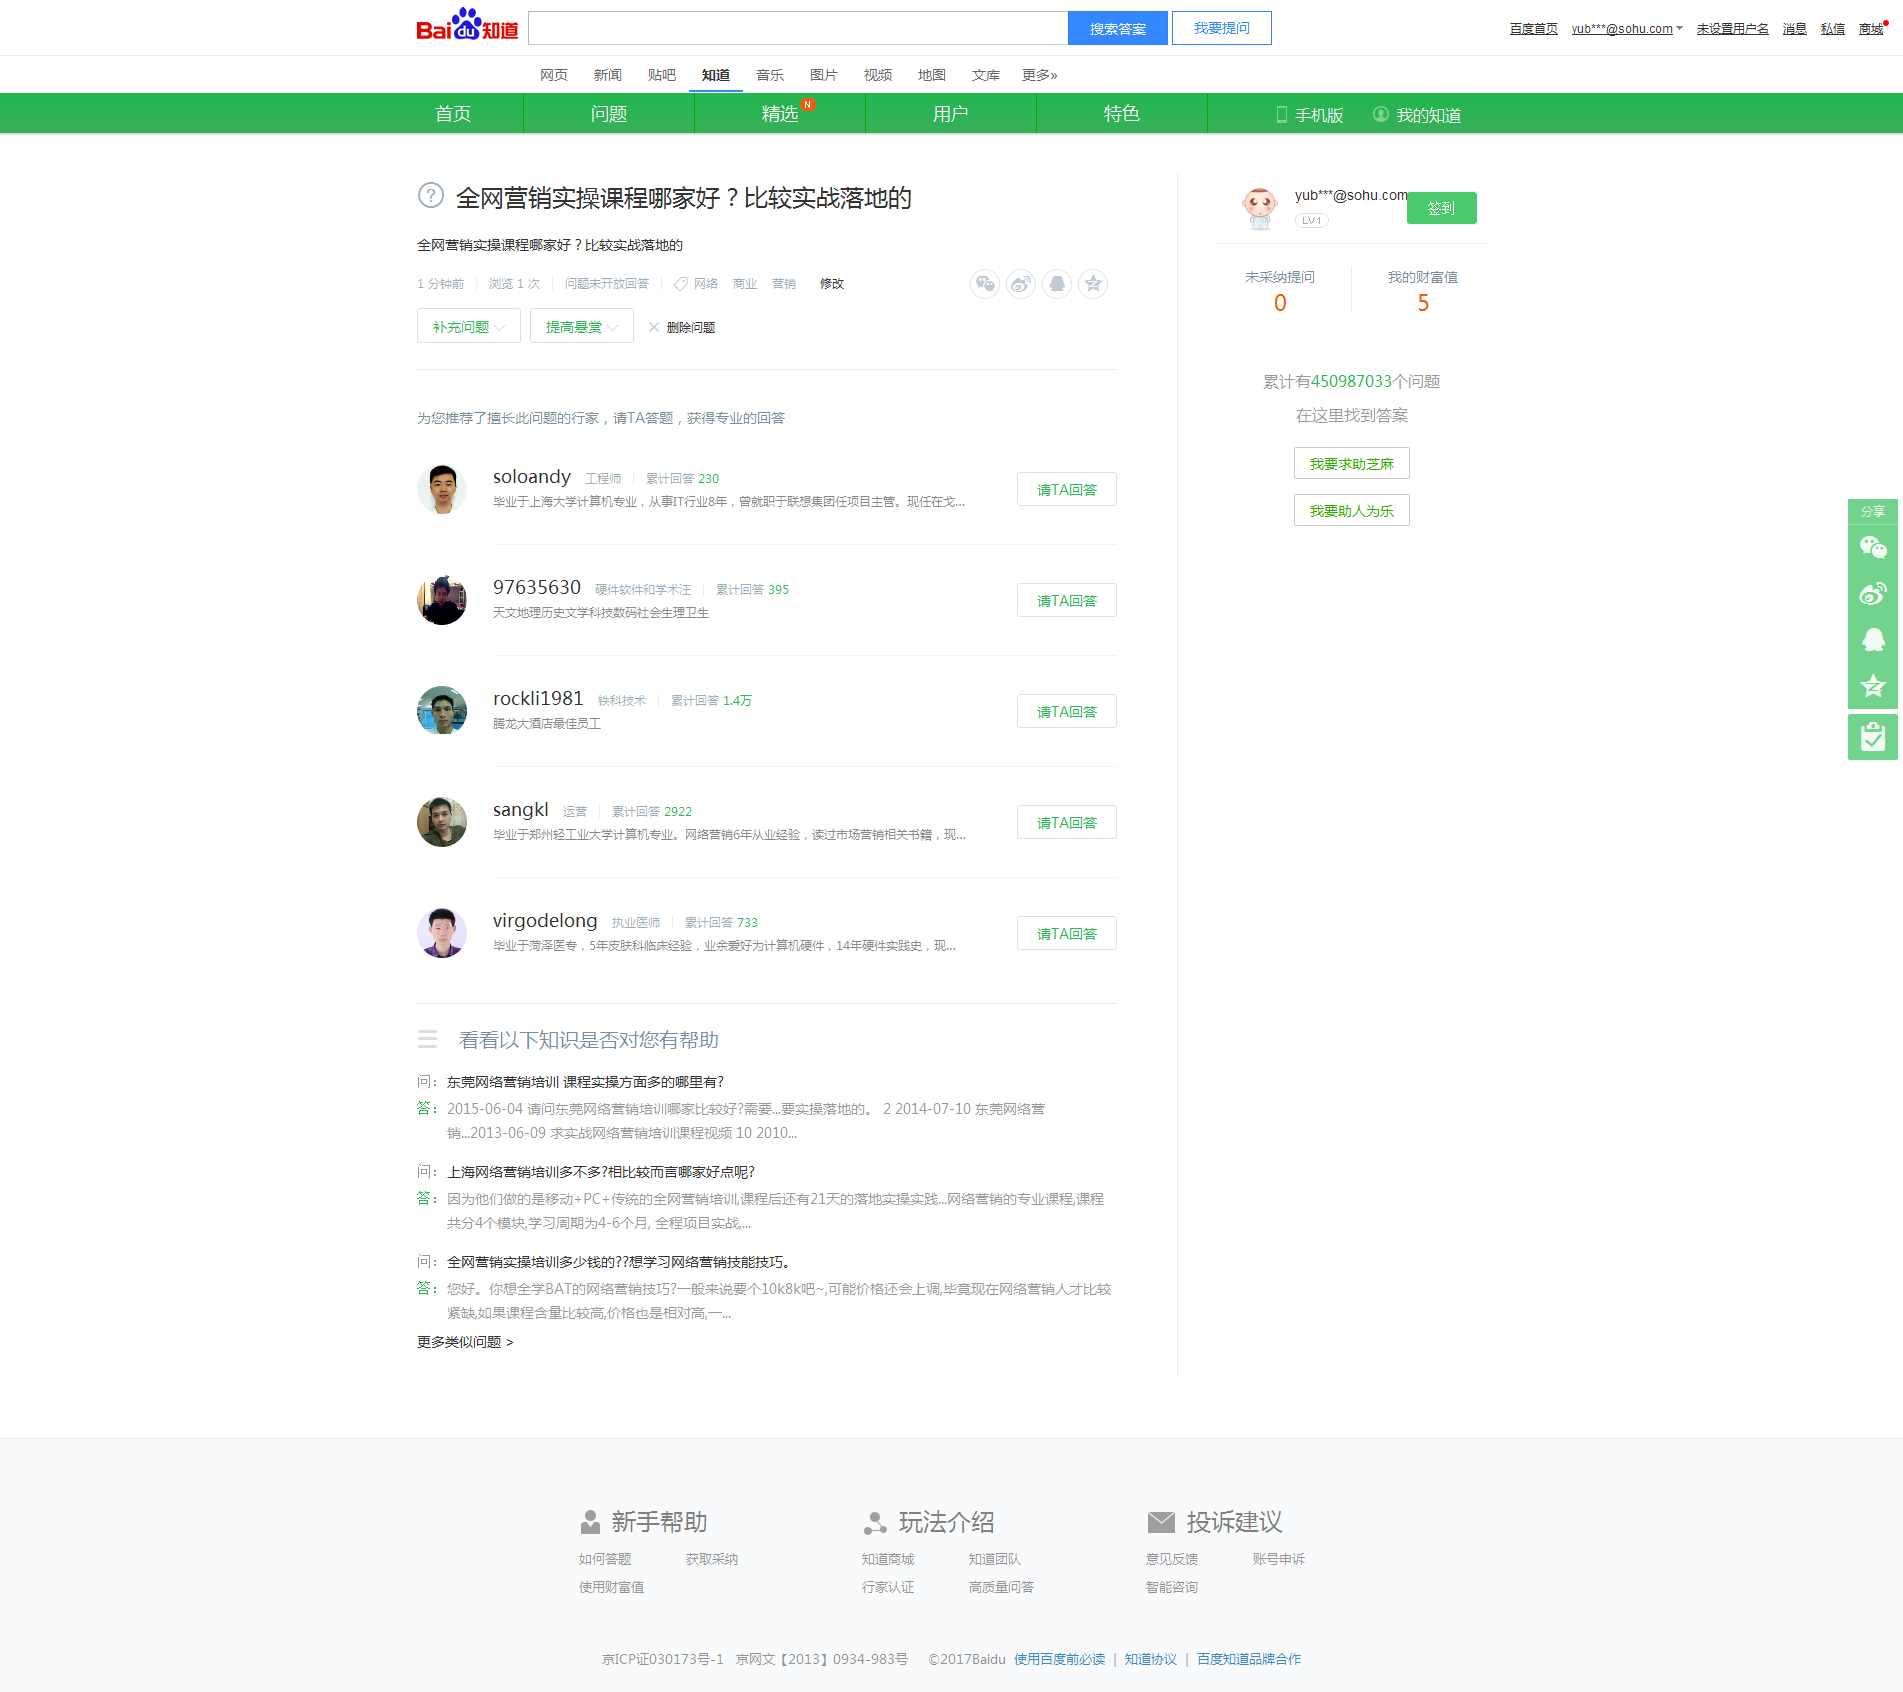 Baidu知道 搜索答案 我要提问 百度首页 yub***@sohu.com 未设置用户名 消息 私信 商城
网页 新闻 贴吧 知道 音乐 图片 视频 地图 文库 更多»
首页 问题 精选 N 用户 特色 手机版 我的知道
全网营销实操课程哪家好？比较实战落地的
全网营销实操课程哪家好？比较实战落地的
1 分钟前 浏览 1 次 问题未开放回答 网络 商业 营销 修改
补充问题 提高悬赏 删除问题
yub***@sohu.com 签到
LV1
未采纳提问 我的财富值
0 5
累计有450987033个问题
在这里找到答案
我要求助芝麻
我要助人为乐
分享
为您推荐了擅长此问题的行家，请TA答题，获得专业的回答
soloandy 工程师 累计回答 230
毕业于上海大学计算机专业，从事IT行业8年，曾就职于联想集团任项目主管。现任在戈...
请TA回答
97635630 硬件软件和学术汪 累计回答 395
天文地理历史文学科技数码社会生理卫生
请TA回答
rockli1981 铁科技术 累计回答 1.4万
腾龙大酒店最佳员工
请TA回答
sangkl 运营 累计回答 2922
毕业于郑州轻工业大学计算机专业。网络营销6年从业经验，读过市场营销相关书籍，现...
请TA回答
virgodelong 执业医师 累计回答 733
毕业于菏泽医专，5年皮肤科临床经验，业余爱好为计算机硬件，14年硬件实践史，现...
请TA回答
看看以下知识是否对您有帮助
问： 东莞网络营销培训 课程实操方面多的哪里有?
答： 2015-06-04 请问东莞网络营销培训哪家比较好?需要...要实操落地的。 2 2014-07-10 东莞网络营
销...2013-06-09 求实战网络营销培训课程视频 10 2010...
问： 上海网络营销培训多不多?相比较而言哪家好点呢?
答： 因为他们做的是移动+PC+传统的全网营销培训,课程后还有21天的落地实操实践...网络营销的专业课程,课程
共分4个模块,学习周期为4-6个月, 全程项目实战,...
问： 全网营销实操培训多少钱的??想学习网络营销技能技巧。
答： 您好。你想全学BAT的网络营销技巧?一般来说要个10k8k吧~,可能价格还会上调,毕竟现在网络营销人才比较
紧缺,如果课程含量比较高,价格也是相对高,一...
更多类似问题 >
新手帮助 玩法介绍 投诉建议
如何答题 获取采纳 知道商城 知道团队 意见反馈 账号申诉
使用财富值 行家认证 高质量问答 智能咨询
京ICP证030173号-1 京网文【2013】0934-983号 ©2017Baidu 使用百度前必读 | 知道协议 | 百度知道品牌合作